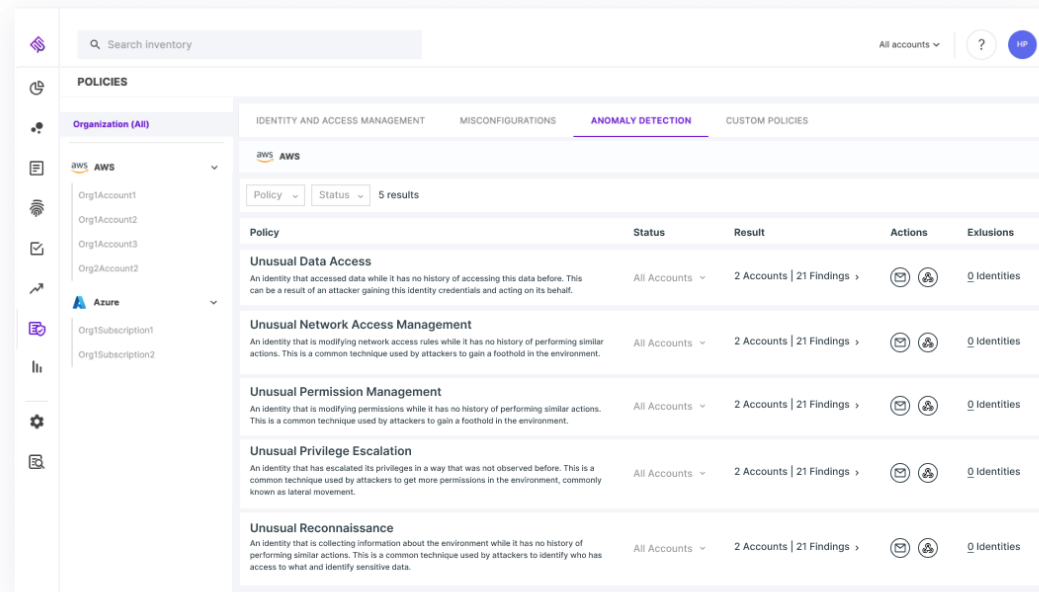 Search inventory
All accounts
?
HP
POLICIES
Organization (All)
aws AWS
Org1Account1
Org1Account2
Org1Account3
Org2Account2
Azure
Org1Subscription1
Org1Subscription2
IDENTITY AND ACCESS MANAGEMENT MISCONFIGURATIONS ANOMALY DETECTION CUSTOM POLICIES
aws AWS
Policy Status 5 results
Policy Status Result Actions Exlusions
Unusual Data Access
An identity that accessed data while it has no history of accessing this data before. This
can be a result of an attacker gaining this identity credentials and acting on its behalf.
All Accounts 2 Accounts | 21 Findings > 0 Identities
Unusual Network Access Management
An identity that is modifying network access rules while it has no history of performing similar
actions. This is a common technique used by attackers to gain a foothold in the environment.
All Accounts 2 Accounts | 21 Findings > 0 Identities
Unusual Permission Management
An identity that is modifying permissions while it has no history of performing similar actions.
This is a common technique used by attackers to gain a foothold in the environment.
All Accounts 2 Accounts | 21 Findings > 0 Identities
Unusual Privilege Escalation
An identity that has escalated its privileges in a way that was not observed before. This is a
common technique used by attackers to get more permissions in the environment, commonly
known as lateral movement.
All Accounts 2 Accounts | 21 Findings > 0 Identities
Unusual Reconnaissance
An identity that is collecting information about the environment while it has no history of
performing similar actions. This is a common technique used by attackers to identify who has
access to what and identify sensitive data.
All Accounts 2 Accounts | 21 Findings > 0 Identities